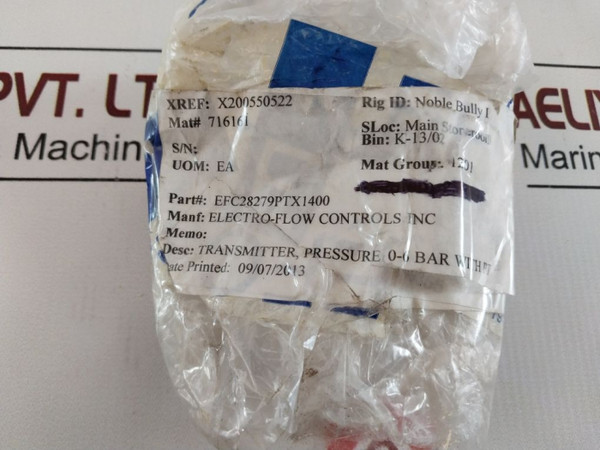 PVT. LT
Machin
AELIY
Marin
XREF: X200550522
Rig ID: Noble Bully I
Mat# 716161
SLoc: Main Storeroom
S/N:
Bin: K-13/02
UOM: EA
Mat Group: 4201
Part#: EFC28279PTX1400
Manf: ELECTRO-FLOW CONTROLS INC
Memo:
Desc: TRANSMITTER, PRESSURE 0-6 BAR WITH
Date Printed: 09/07/2013